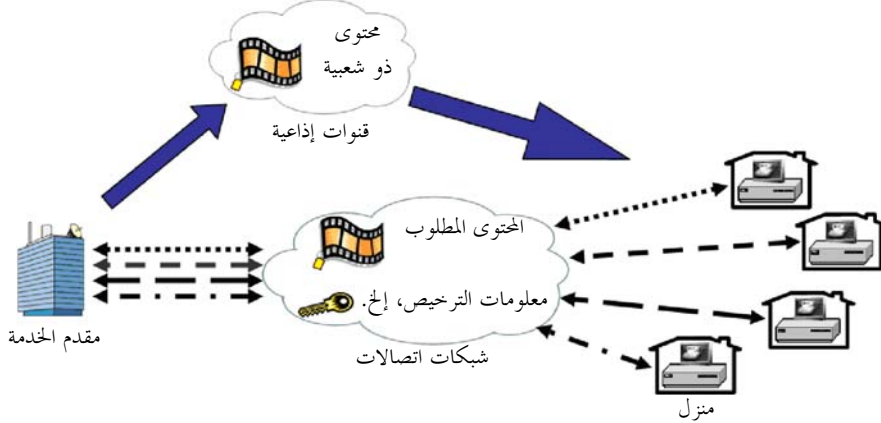 محتوى
ذو شعبية
قنوات إذاعية
المحتوى المطلوب
معلومات الترخيص، إلخ.
مقدم الخدمة
شبكات اتصالات
منزل